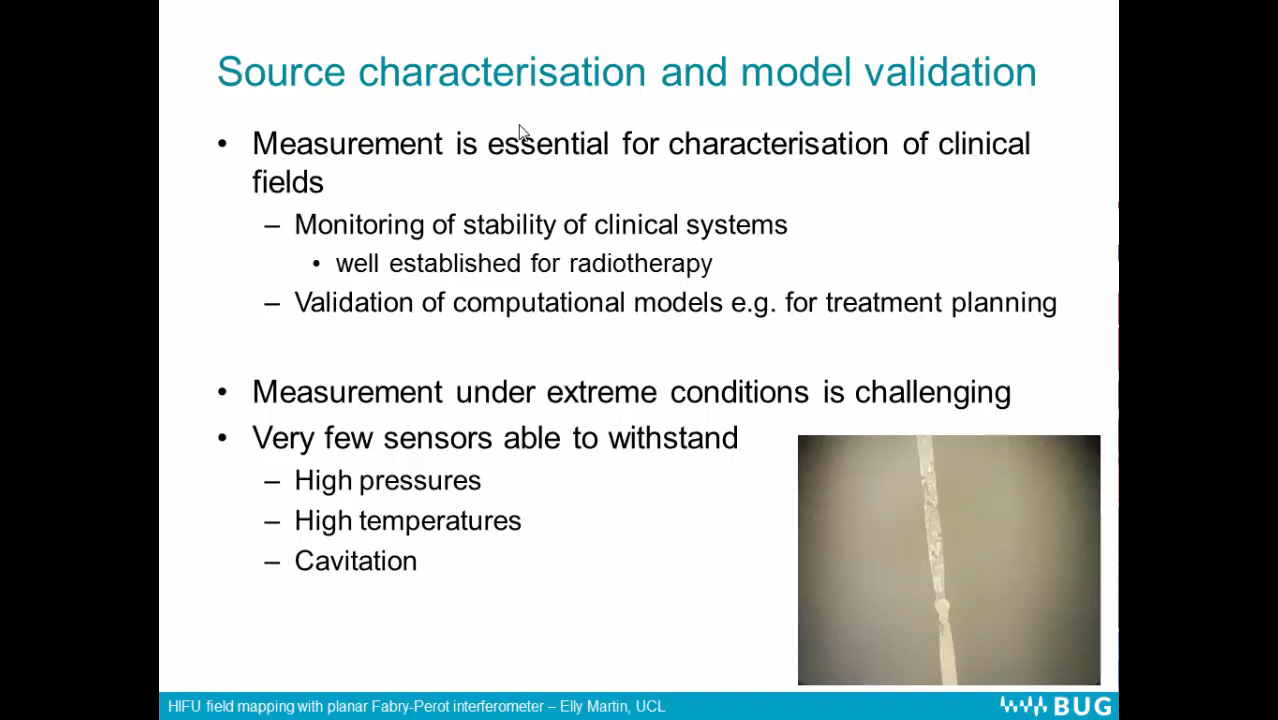 Source characterisation and model validation
• Measurement is essential for characterisation of clinical
fields
– Monitoring of stability of clinical systems
• well established for radiotherapy
– Validation of computational models e.g. for treatment planning
• Measurement under extreme conditions is challenging
• Very few sensors able to withstand
– High pressures
– High temperatures
– Cavitation
HIFU field mapping with planar Fabry-Perot interferometer – Elly Martin, UCL
BUG